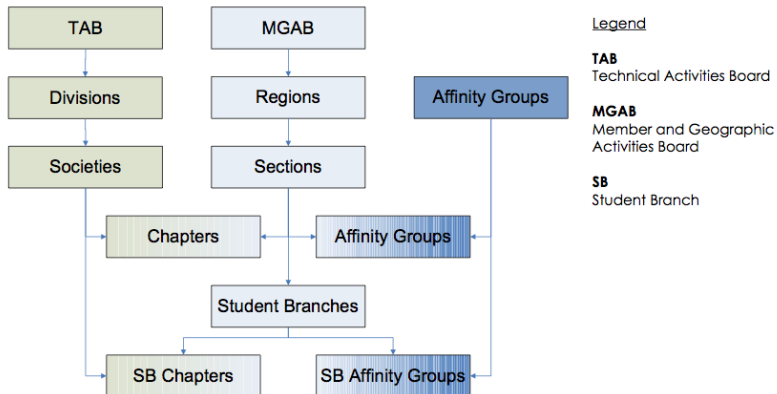 TAB
MGAB
Divisions
Regions
Affinity Groups
Societies
Sections
Chapters
Affinity Groups
Student Branches
SB Chapters
SB Affinity Groups
Legend
TAB
Technical Activities Board
MGAB
Member and Geographic
Activities Board
SB
Student Branch